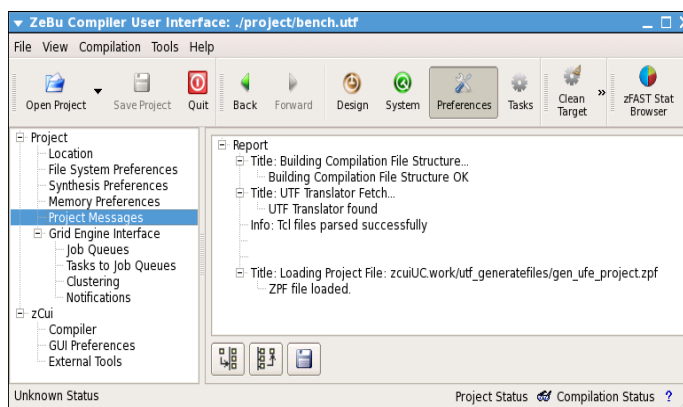 ZeBu Compiler User Interface: ./project/bench.utf
File View Compilation Tools Help
Open Project
Save Project
Quit
Back
Forward
Design
System
Preferences
Tasks
Clean Target
»
zFAST Stat Browser
Project
Location
File System Preferences
Synthesis Preferences
Memory Preferences
Project Messages
Grid Engine Interface
Job Queues
Tasks to Job Queues
Clustering
Notifications
zCui
Compiler
GUI Preferences
External Tools
Report
Title: Building Compilation File Structure...
Building Compilation File Structure OK
Title: UTF Translator Fetch...
UTF Translator found
Info: Tcl files parsed successfully
Title: Loading Project File: zcuiUC.work/utf_generatefiles/gen_ufe_project.zpf
ZPF file loaded.
Unknown Status
Project Status Compilation Status ?